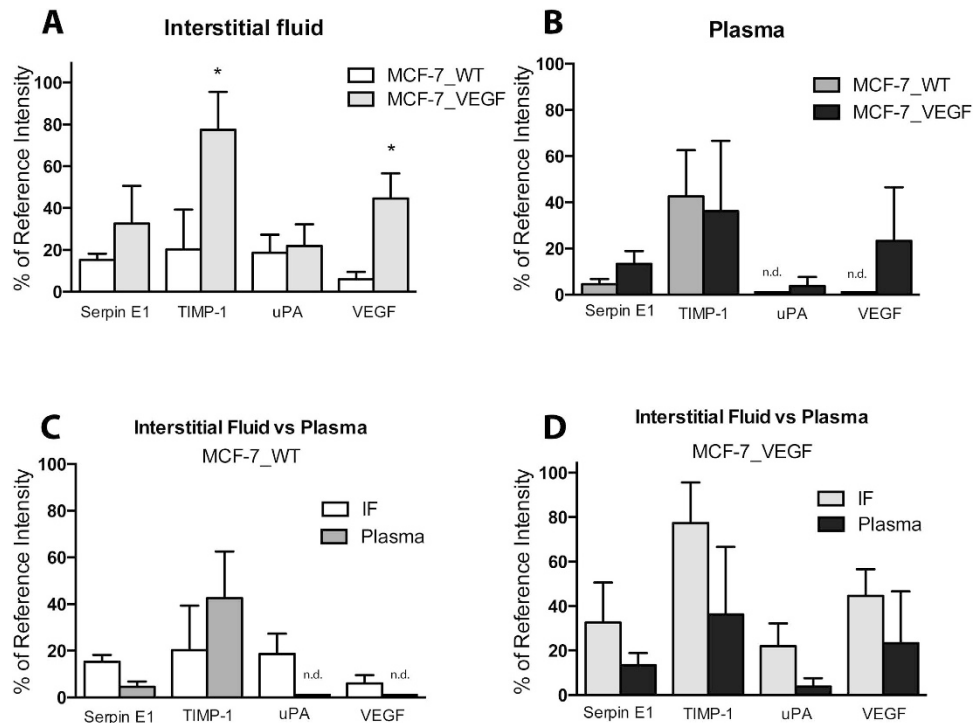 A
Interstitial fluid
% of Reference Intensity
100
80
60
40
20
0
*
*
MCF-7_WT
MCF-7_VEGF
Serpin E1
TIMP-1
uPA
VEGF
B
Plasma
% of Reference Intensity
100
80
60
40
20
0
MCF-7_WT
MCF-7_VEGF
n.d.
n.d.
Serpin E1
TIMP-1
uPA
VEGF
C
Interstitial Fluid vs Plasma
MCF-7_WT
% of Reference Intensity
100
80
60
40
20
0
IF
Plasma
n.d.
n.d.
Serpin E1
TIMP-1
uPA
VEGF
D
Interstitial Fluid vs Plasma
MCF-7_VEGF
% of Reference Intensity
100
80
60
40
20
0
IF
Plasma
Serpin E1
TIMP-1
uPA
VEGF